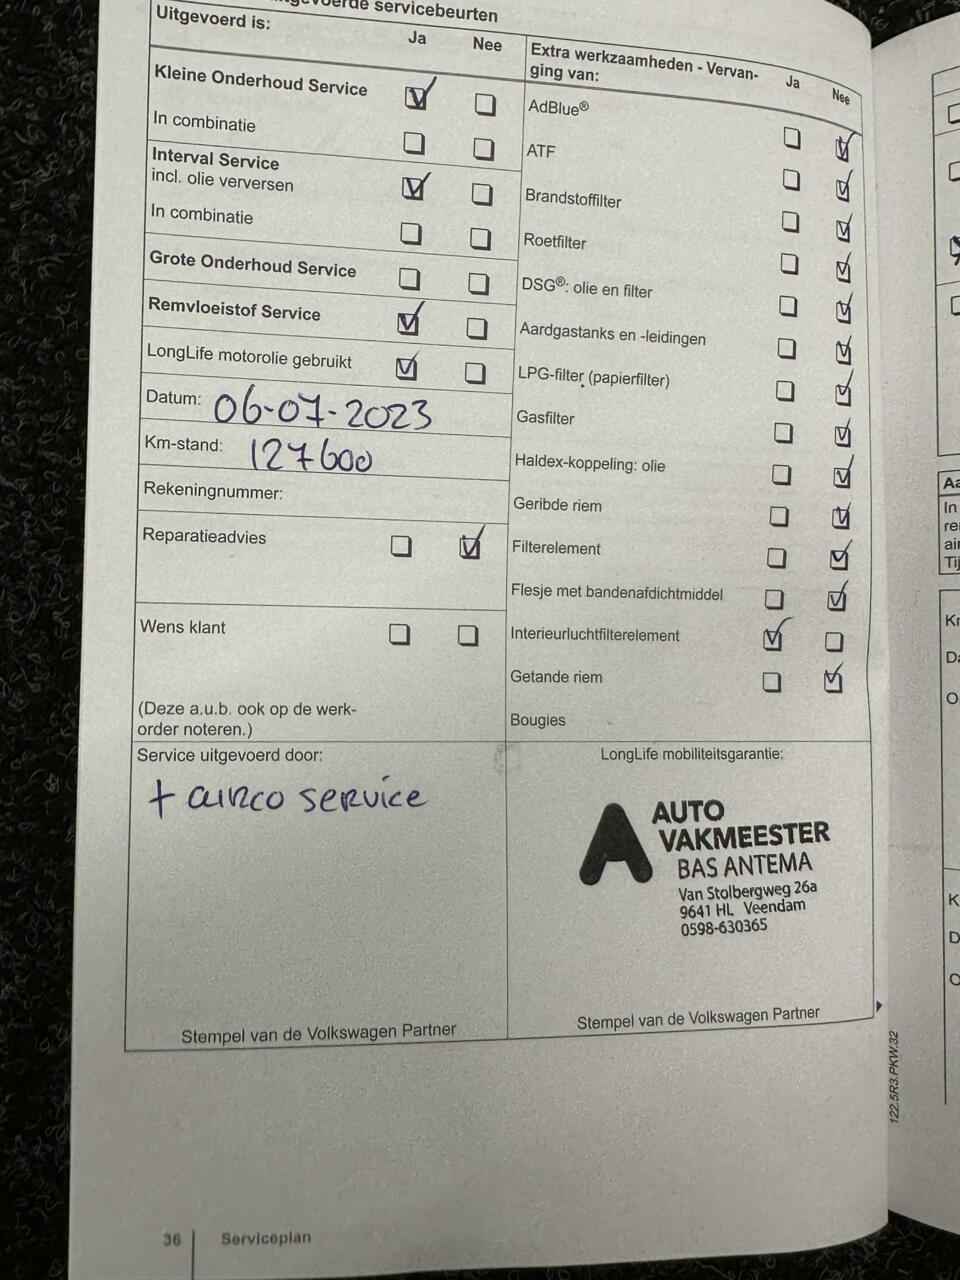 servicebeurten
Uitgevoerd is:
Ja
Nee
Kleine Onderhoud Service
In combinatie
Interval Service
incl. olie verversen
In combinatie
Grote Onderhoud Service
Remvloeistof Service
LongLife motorolie gebruikt
Datum: 06-07-2023
Km-stand: 127600
Rekeningnummer:
Reparatieadvies
Wens klant
(Deze a.u.b. ook op de werk-
order noteren.)
Extra werkzaamheden - Vervan-
ging van:
Ja
Nee
AdBlue®
ATF
Brandstoffilter
Roetfilter
DSG®: olie en filter
Aardgastanks en -leidingen
LPG-filter (papierfilter)
Gasfilter
Haldex-koppeling: olie
Geribde riem
Filterelement
Flesje met bandenafdichtmiddel
Interieurluchtfilterelement
Getande riem
Bougies
Service uitgevoerd door:
+ airco service
Stempel van de Volkswagen Partner
LongLife mobiliteitsgarantie:
AUTO
VAKMEESTER
BAS ANTEMA
Van Stolbergweg 26a
9641 HL Veendam
0598-630365
Stempel van de Volkswagen Partner
122.5R3.PKW.32
36
Serviceplan